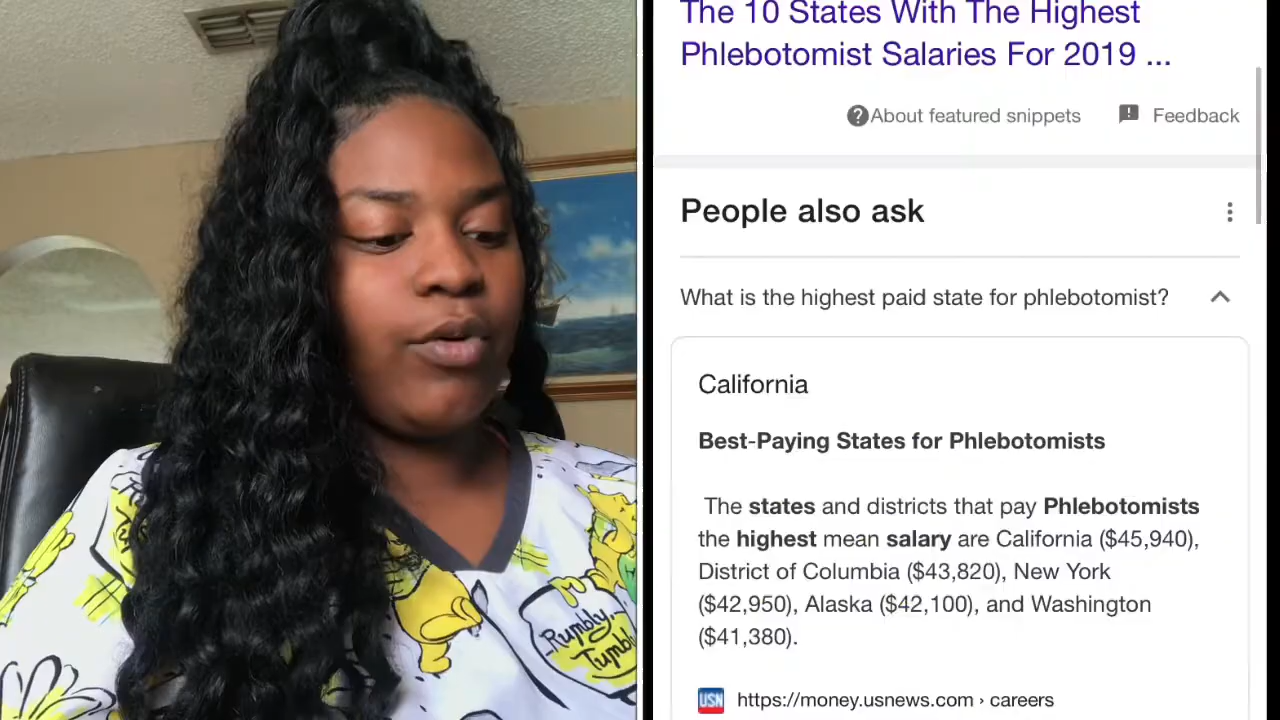 The 10 States With The Highest
Phlebotomist Salaries For 2019 ...
About featured snippets
Feedback
People also ask
What is the highest paid state for phlebotomist?
California
Best-Paying States for Phlebotomists
The states and districts that pay Phlebotomists
the highest mean salary are California ($45,940),
District of Columbia ($43,820), New York
($42,950), Alaska ($42,100), and Washington
($41,380).
USN https://money.usnews.com › careers
Rumbly